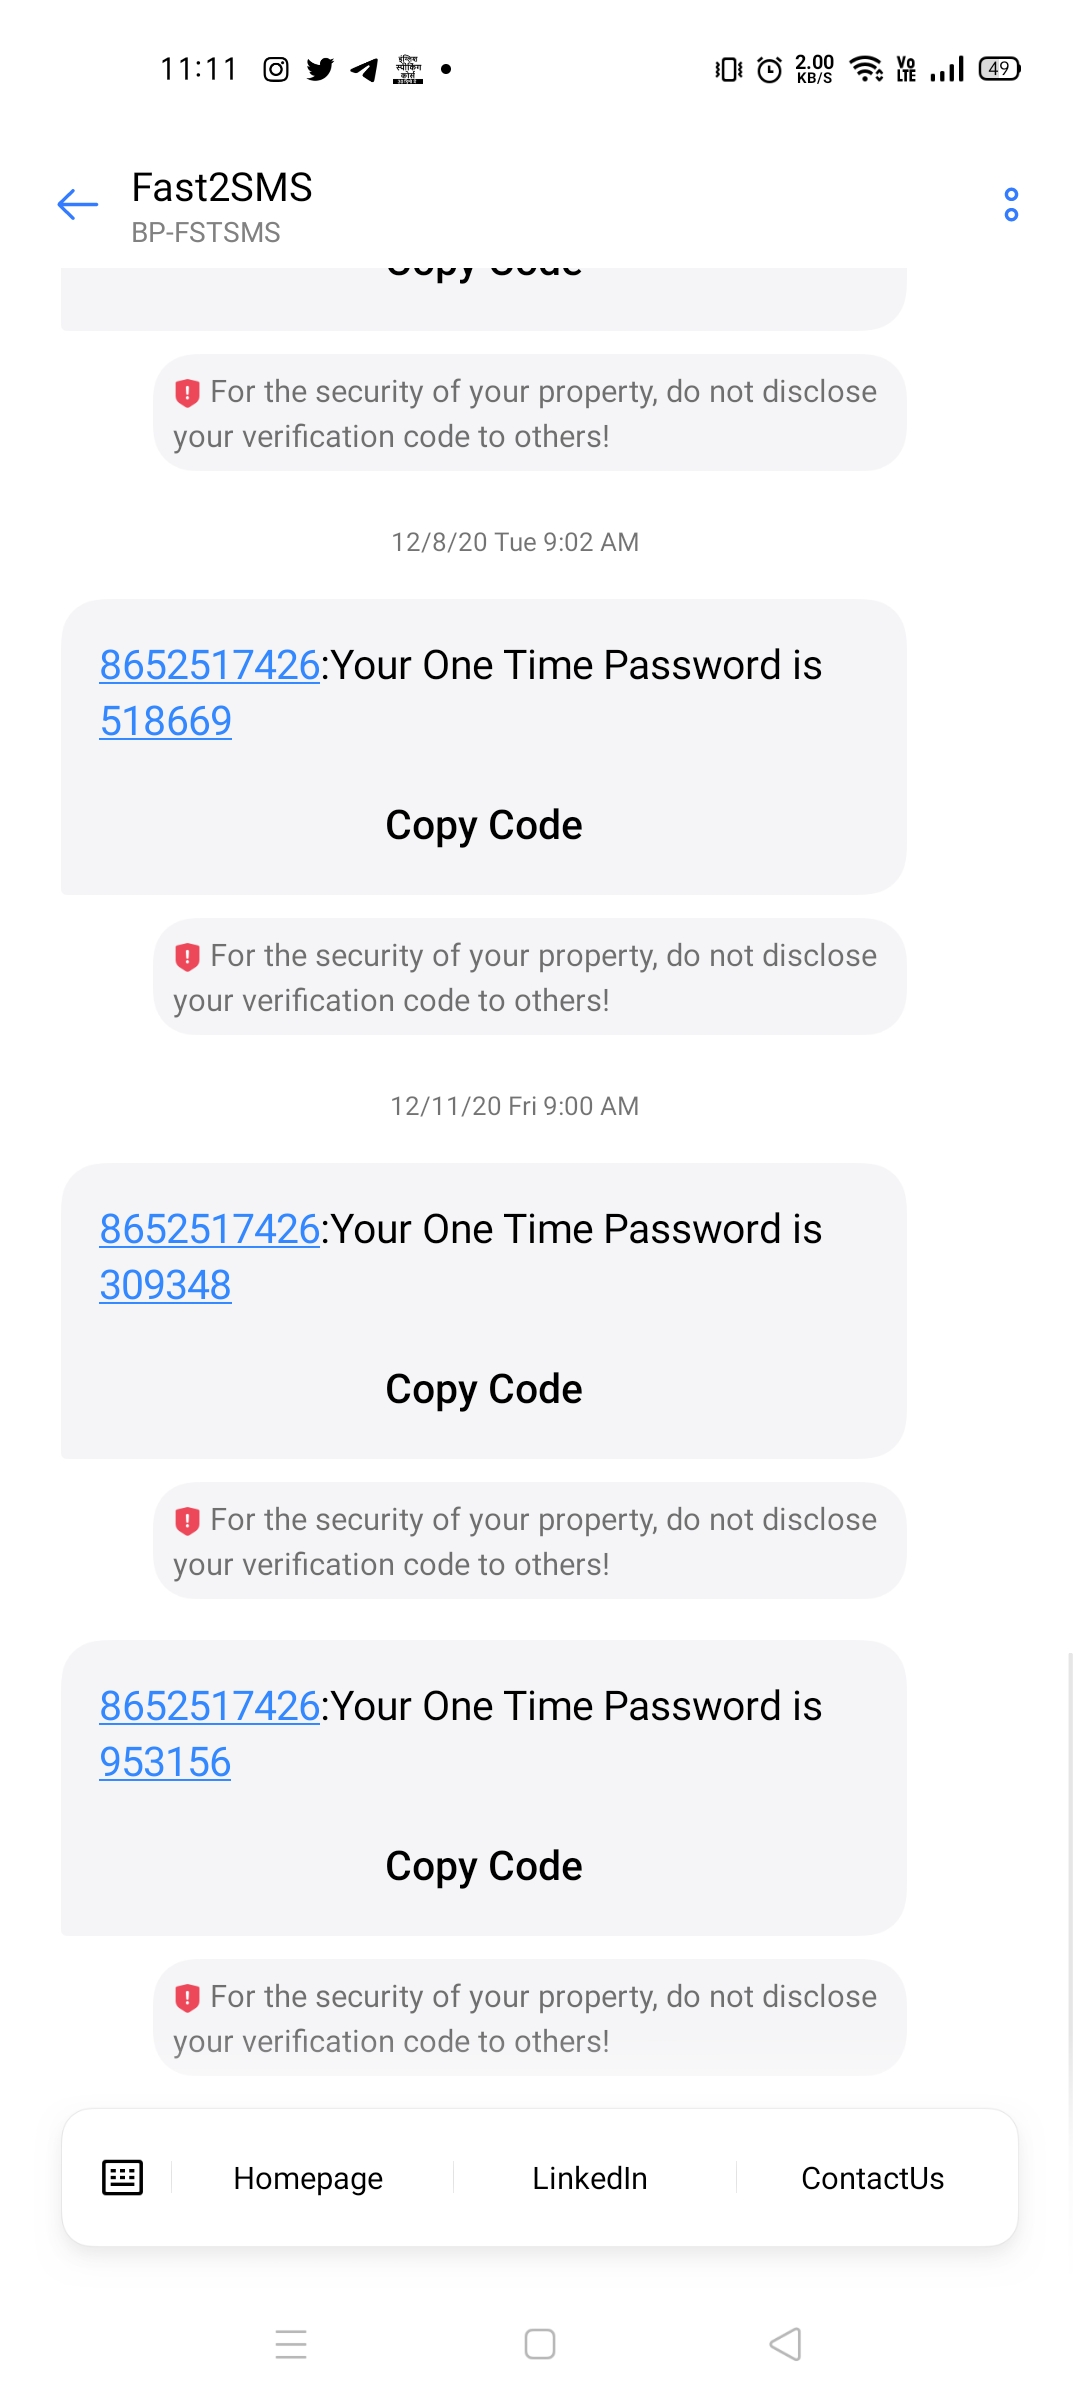 11:11
2.00
KB/S
Vo
LTE
49
Fast2SMS
BP-FSTSMS
Copy Code
For the security of your property, do not disclose
your verification code to others!
12/8/20 Tue 9:02 AM
8652517426:Your One Time Password is
518669
Copy Code
For the security of your property, do not disclose
your verification code to others!
12/11/20 Fri 9:00 AM
8652517426:Your One Time Password is
309348
Copy Code
For the security of your property, do not disclose
your verification code to others!
8652517426:Your One Time Password is
953156
Copy Code
For the security of your property, do not disclose
your verification code to others!
Homepage
LinkedIn
ContactUs